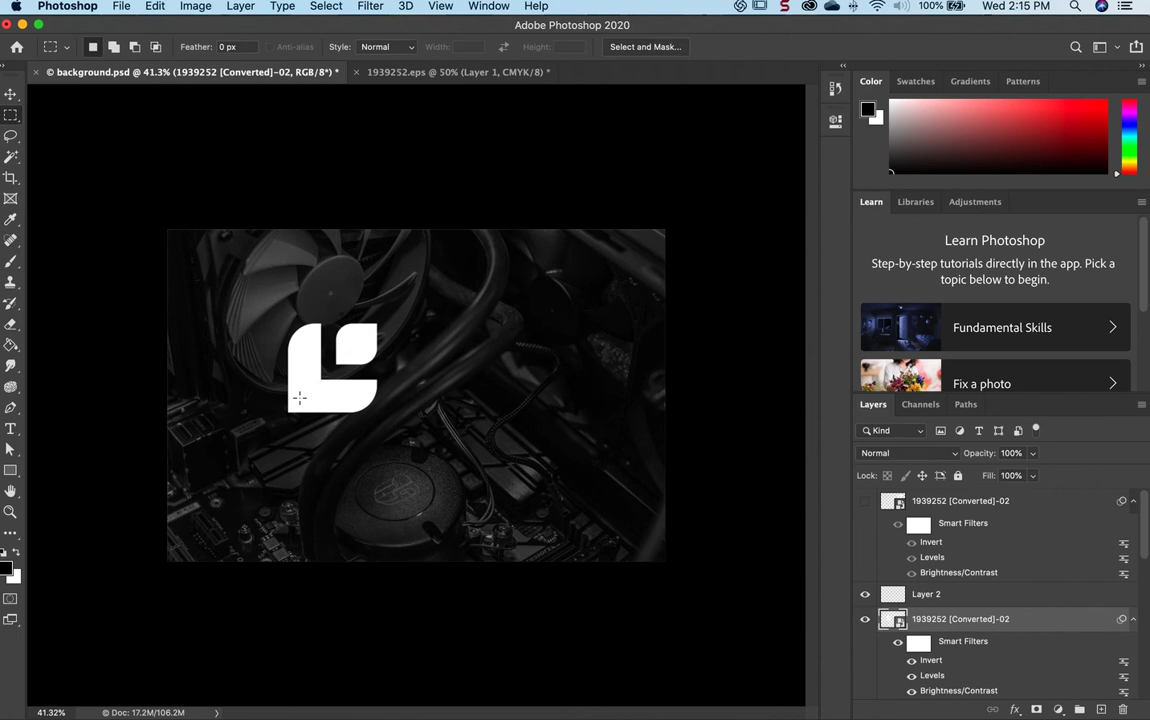 Photoshop File Edit Image Layer Type Select Filter 3D View Window Help 100% Wed 2:15 PM
Adobe Photoshop 2020
Feather: 0 px Anti-alias Style: Normal Width: Height: Select and Mask...
× © background.psd @ 41.3% (1939252 [Converted]-02, RGB/8*) * × 1939252.eps @ 50% (Layer 1, CMYK/8) *
Color Swatches Gradients Patterns
Learn Libraries Adjustments
Learn Photoshop
Step-by-step tutorials directly in the app. Pick a
topic below to begin.
Fundamental Skills
Fix a photo
Layers Channels Paths
Kind
Normal Opacity: 100%
Lock: Fill: 100%
1939252 [Converted]-02
Smart Filters
Invert
Levels
Brightness/Contrast
Layer 2
1939252 [Converted]-02
Smart Filters
Invert
Levels
Brightness/Contrast
41.32% © Doc: 17.2M/106.2M